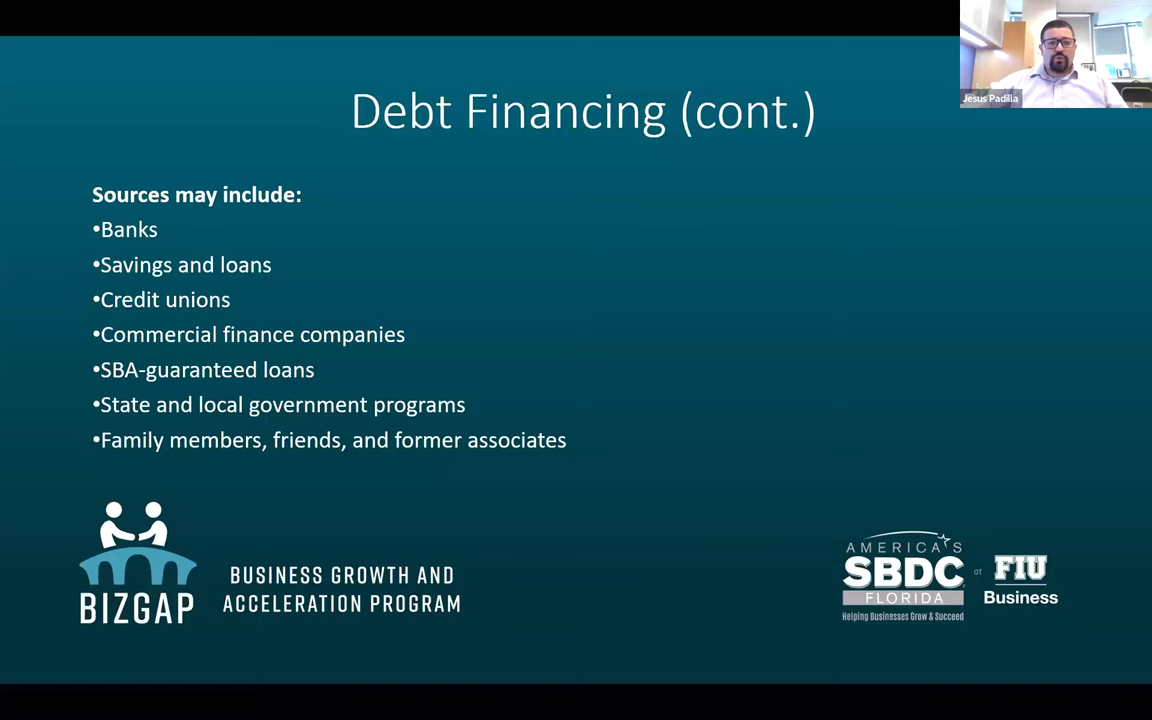 Jesus Padilla
Debt Financing (cont.)
Sources may include:
•Banks
•Savings and loans
•Credit unions
•Commercial finance companies
•SBA-guaranteed loans
•State and local government programs
•Family members, friends, and former associates
BIZGAP
BUSINESS GROWTH AND
ACCELERATION PROGRAM
AMERICA'S
SBDC
FLORIDA
Helping Businesses Grow & Succeed
at
FIU
Business